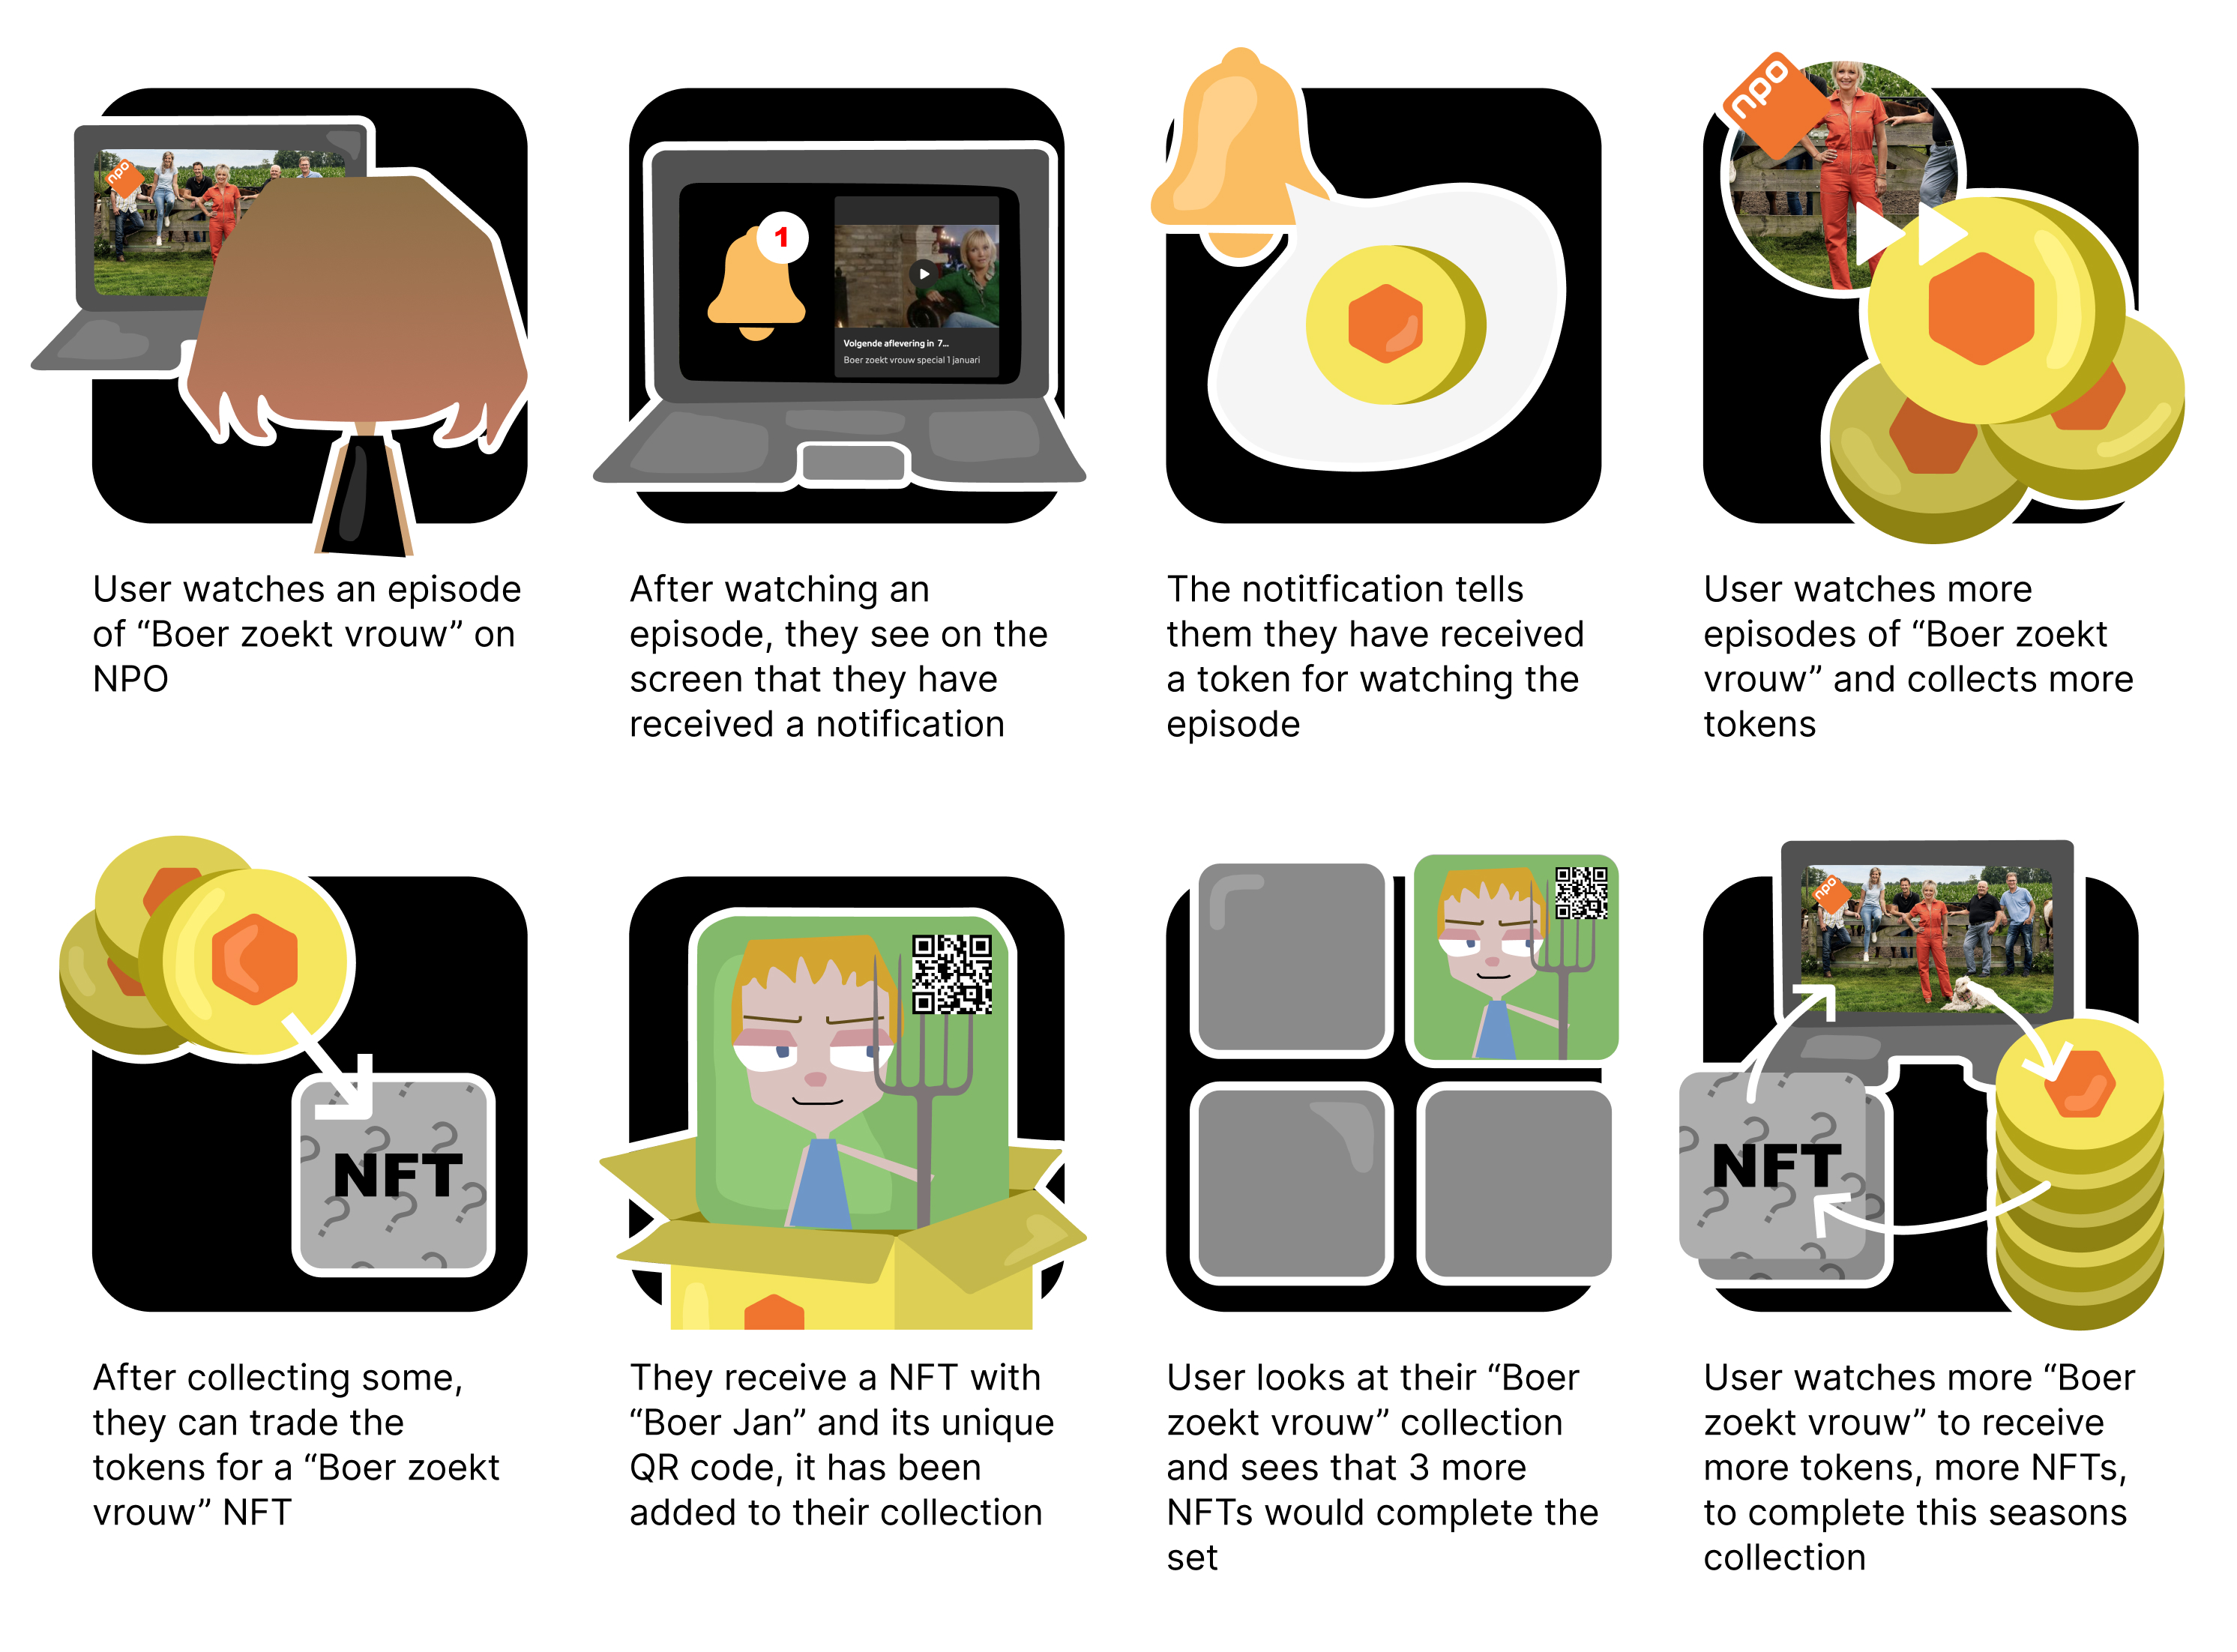 npo
1
Volgende aflevering in 7...
Boer zoekt vrouw special 1 januari
npo
User watches an episode
of “Boer zoekt vrouw” on
NPO
After watching an
episode, they see on the
screen that they have
received a notification
The notitfication tells
them they have received
a token for watching the
episode
User watches more
episodes of “Boer zoekt
vrouw” and collects more
tokens
NFT
npo
NFT
After collecting some,
they can trade the
tokens for a “Boer zoekt
vrouw” NFT
They receive a NFT with
“Boer Jan” and its unique
QR code, it has been
added to their collection
User looks at their “Boer
zoekt vrouw” collection
and sees that 3 more
NFTs would complete the
set
User watches more “Boer
zoekt vrouw” to receive
more tokens, more NFTs,
to complete this seasons
collection